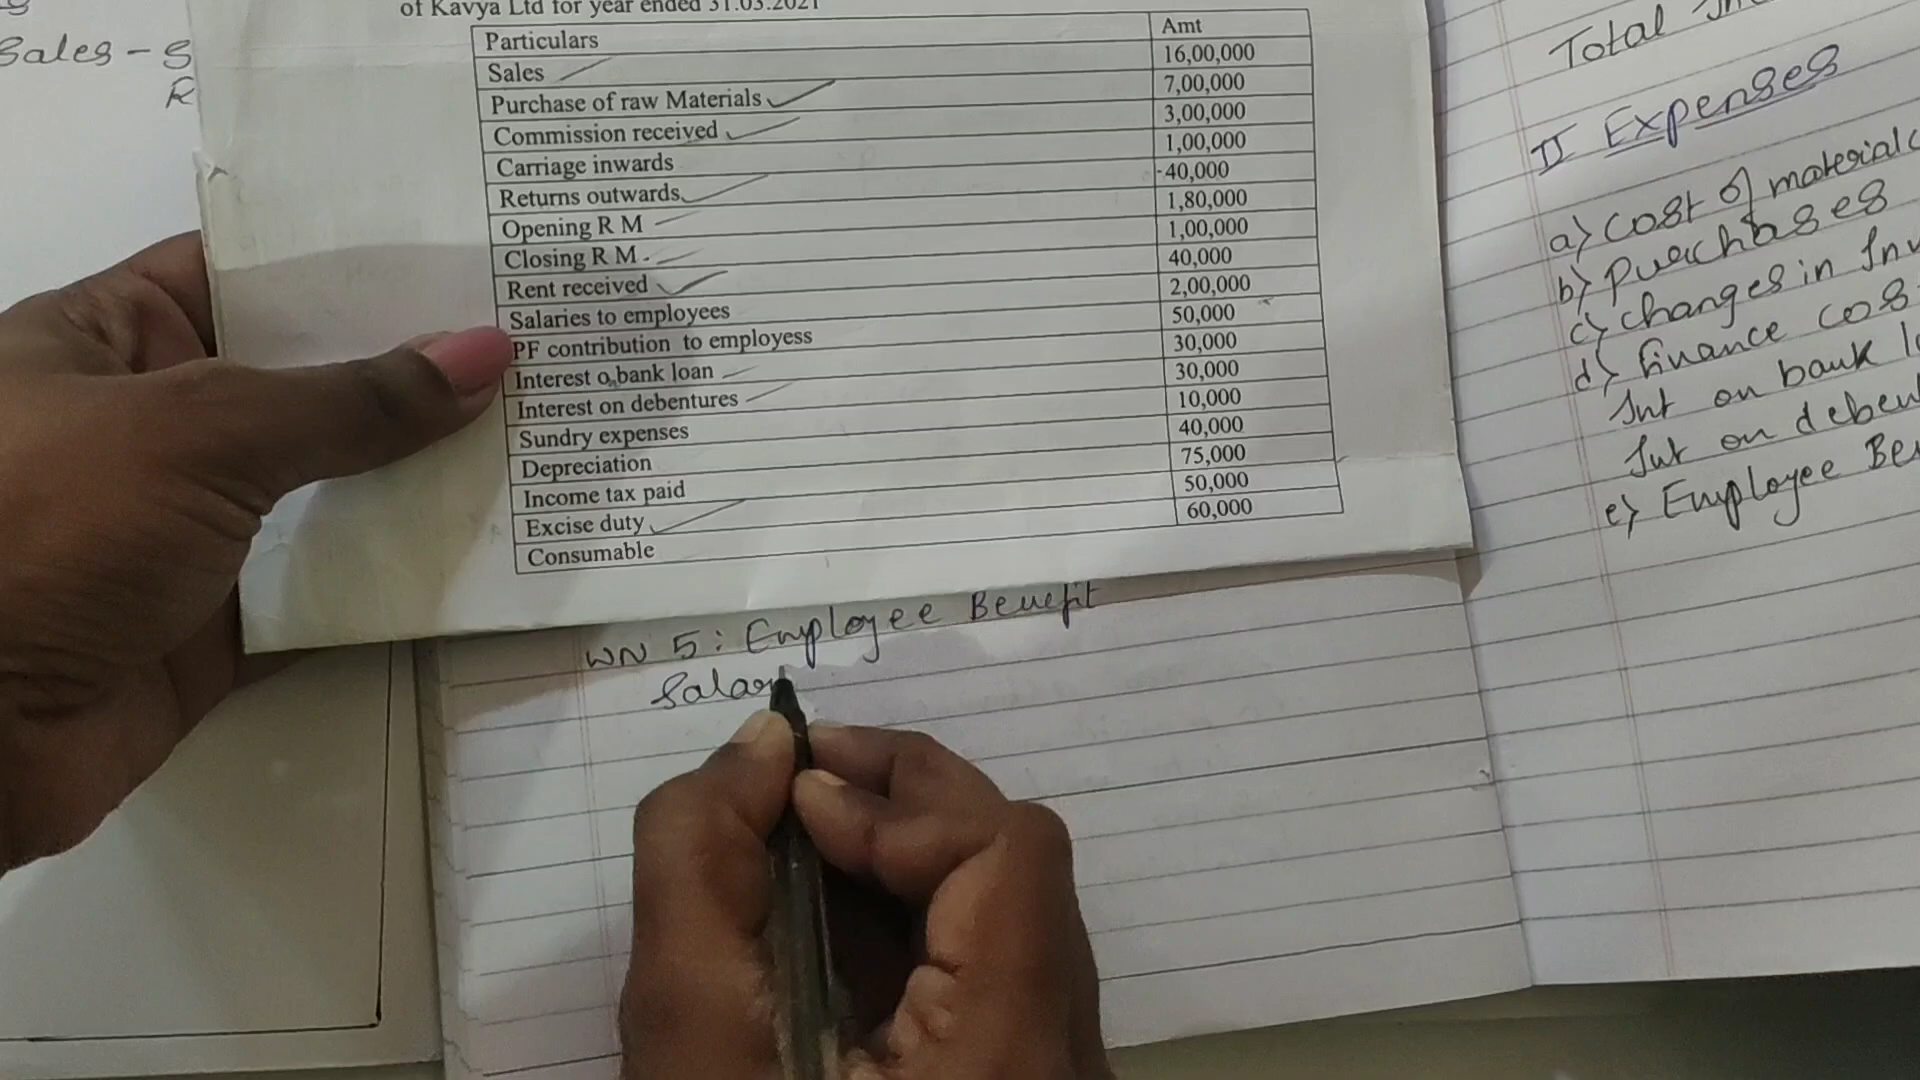 of Kavya Ltd for year ended 31.03.2021
Particulars Amt
Sales 16,00,000
Purchase of raw Materials 7,00,000
Commission received 3,00,000
Carriage inwards 1,00,000
Returns outwards 40,000
Opening R M 1,80,000
Closing R M 1,00,000
Rent received 40,000
Salaries to employees 2,00,000
PF contribution to employess 50,000
Interest o bank loan 30,000
Interest on debentures 30,000
Sundry expenses 10,000
Depreciation 40,000
Income tax paid 75,000
Excise duty 50,000
Consumable 60,000
WN 5: Employee Benefit
Salar
Sales - S
R
Total
II Expenses
a) Cost of material
b) Purchases
c) Changes in Inv
d) Finance cos
Int on bank lo
Int on deben
e) Employee Be